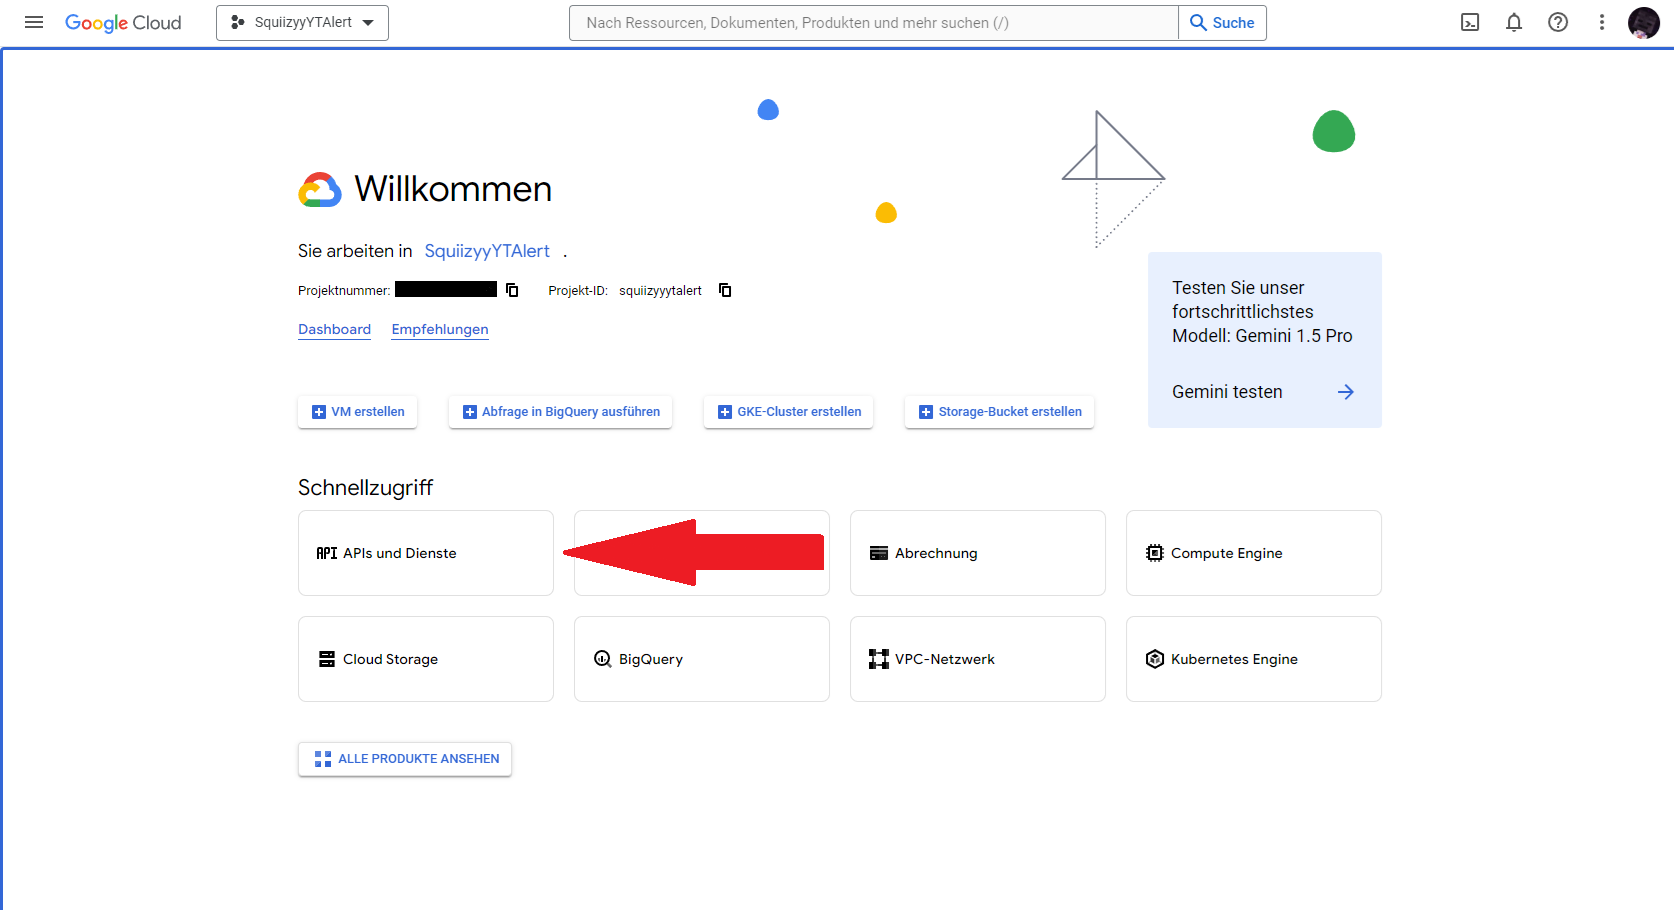 Google Cloud
SquiizyyYTAlert
Nach Ressourcen, Dokumenten, Produkten und mehr suchen (/)
Suche
Willkommen
Sie arbeiten in SquiizyyYTAlert .
Projektnummer:
Projekt-ID: squiizyyytalert
Dashboard
Empfehlungen
Testen Sie unser
fortschrittlichstes
Modell: Gemini 1.5 Pro
Gemini testen
VM erstellen
Abfrage in BigQuery ausführen
GKE-Cluster erstellen
Storage-Bucket erstellen
Schnellzugriff
API APIs und Dienste
Abrechnung
Compute Engine
Cloud Storage
BigQuery
VPC-Netzwerk
Kubernetes Engine
ALLE PRODUKTE ANSEHEN